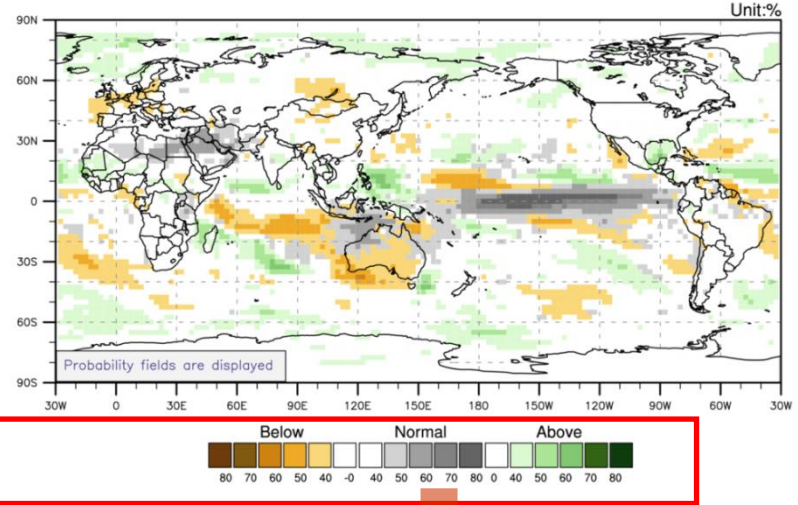 Unit:%
90N
60N
30N
0
30S
60S
90S
Probability fields are displayed
30W 0 30E 60E 90E 120E 150E 180 150W 120W 90W 60W 30W
Below Normal Above
80 70 60 50 40 -0 40 50 60 70 80 0 40 50 60 70 80